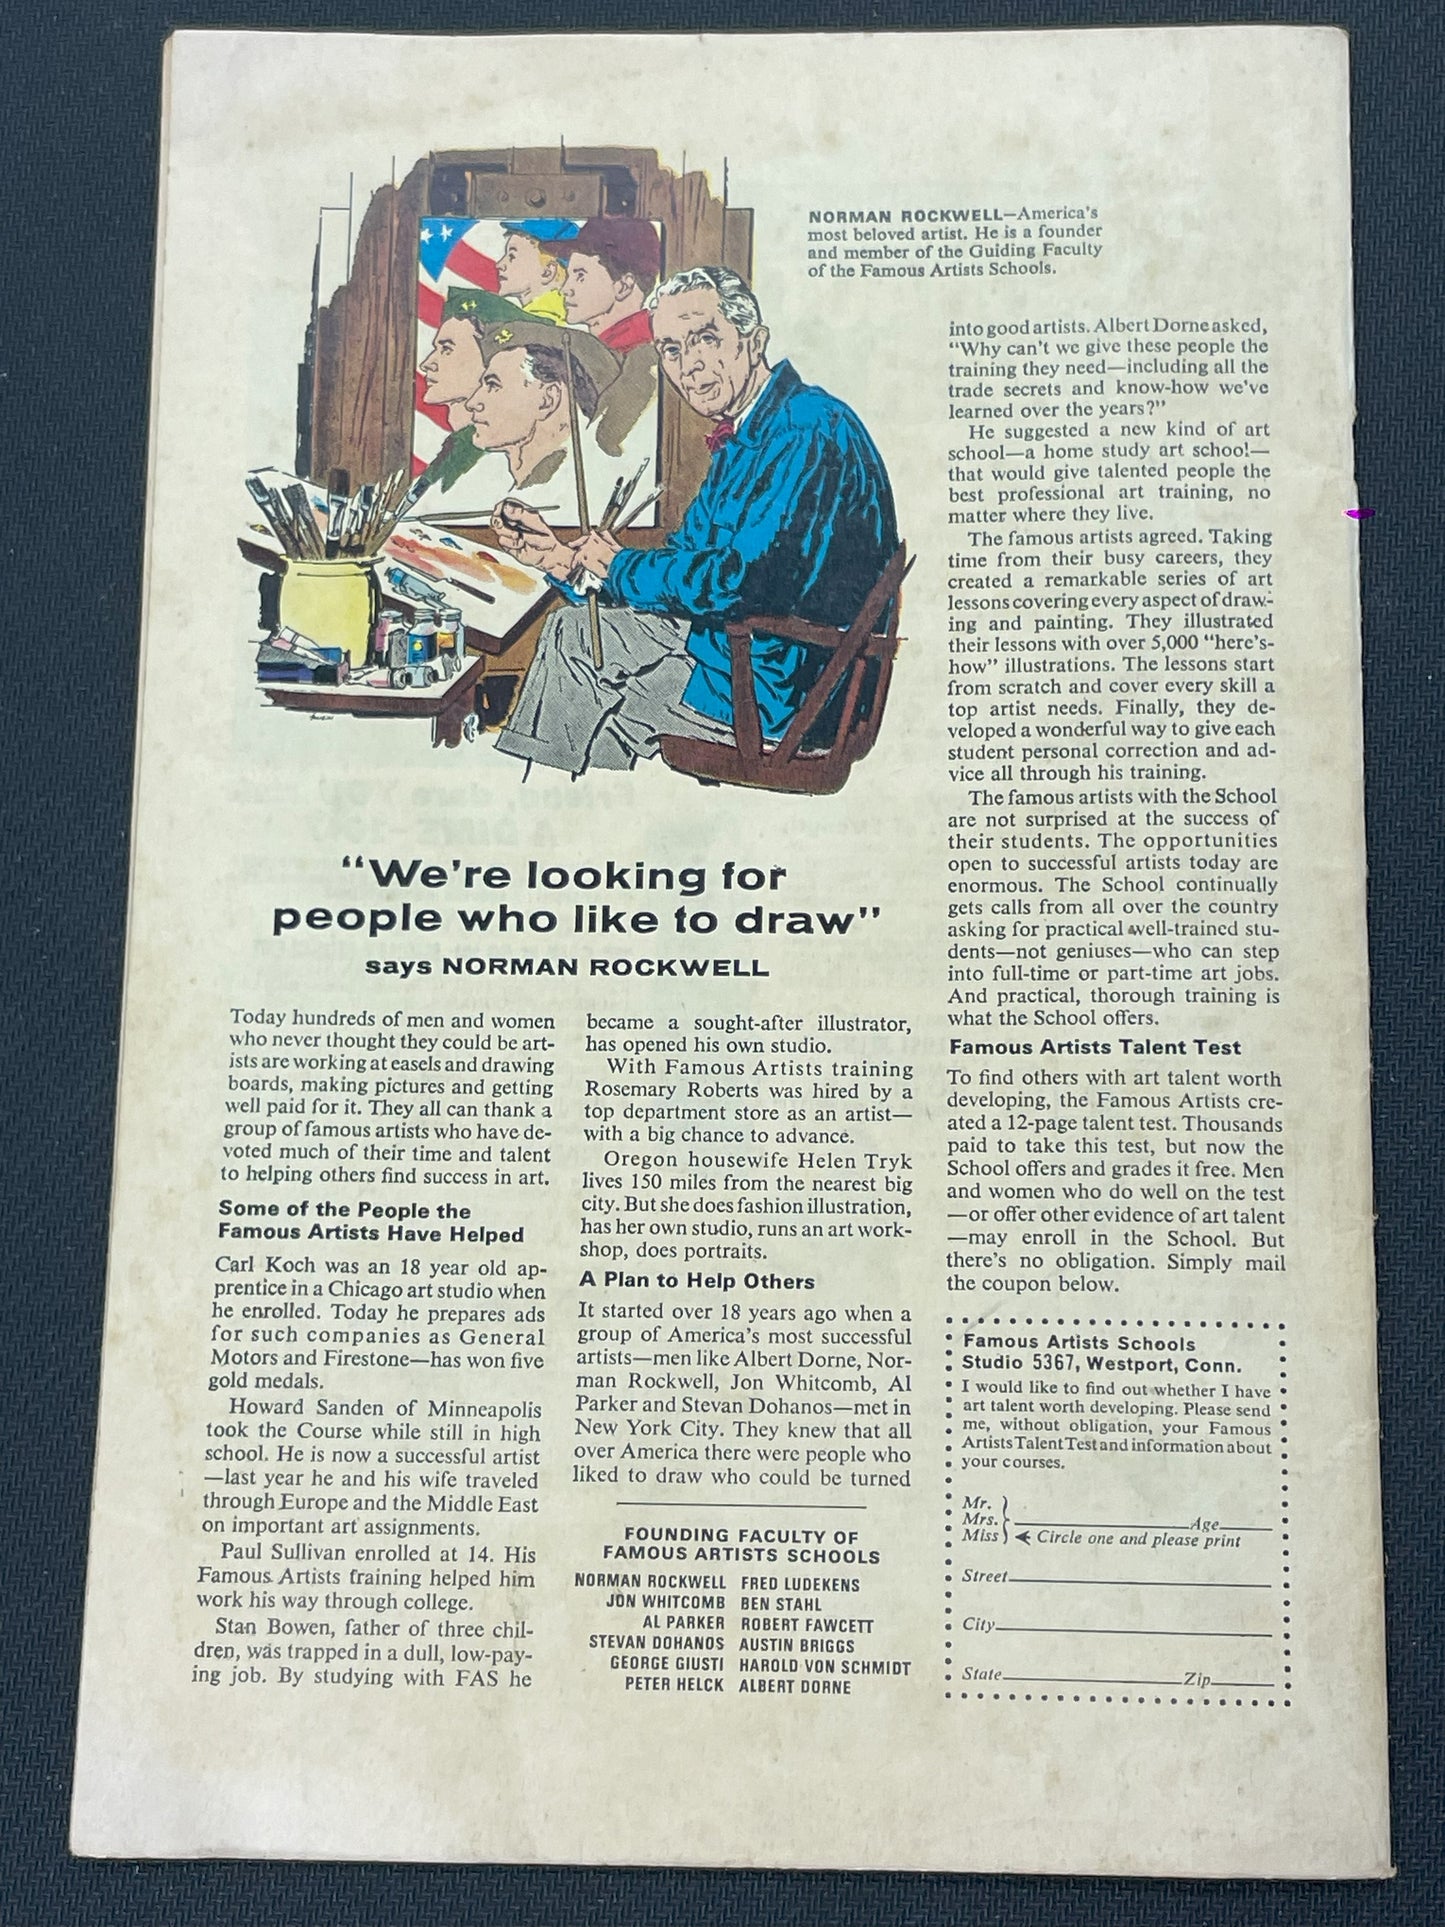 NORMAN ROCKWELL—America's
most beloved artist. He is a founder
and member of the Guiding Faculty
of the Famous Artists Schools.
"We're looking for
people who like to draw"
says NORMAN ROCKWELL
Today hundreds of men and women
who never thought they could be art-
ists are working at easels and drawing
boards, making pictures and getting
well paid for it. They all can thank a
group of famous artists who have de-
voted much of their time and talent
to helping others find success in art.
Some of the People the
Famous Artists Have Helped
Carl Koch was an 18 year old ap-
prentice in a Chicago art studio when
he enrolled. Today he prepares ads
for such companies as General
Motors and Firestone—has won five
gold medals.
Howard Sanden of Minneapolis
took the Course while still in high
school. He is now a successful artist
—last year he and his wife traveled
through Europe and the Middle East
on important art assignments.
Paul Sullivan enrolled at 14. His
Famous Artists training helped him
work his way through college.
Stan Bowen, father of three chil-
dren, was trapped in a dull, low-pay-
ing job. By studying with FAS he
became a sought-after illustrator,
has opened his own studio.
With Famous Artists training
Rosemary Roberts was hired by a
top department store as an artist—
with a big chance to advance.
Oregon housewife Helen Tryk
lives 150 miles from the nearest big
city. But she does fashion illustration,
has her own studio, runs an art work-
shop, does portraits.
A Plan to Help Others
It started over 18 years ago when a
group of America's most successful
artists—men like Albert Dorne, Nor-
man Rockwell, Jon Whitcomb, Al
Parker and Stevan Dohanos—met in
New York City. They knew that all
over America there were people who
liked to draw who could be turned
FOUNDING FACULTY OF
FAMOUS ARTISTS SCHOOLS
NORMAN ROCKWELL FRED LUDEKENS
JON WHITCOMB BEN STAHL
AL PARKER ROBERT FAWCETT
STEVAN DOHANOS AUSTIN BRIGGS
GEORGE GIUSTI HAROLD VON SCHMIDT
PETER HELCK ALBERT DORNE
into good artists. Albert Dorne asked,
"Why can't we give these people the
training they need—including all the
trade secrets and know-how we've
learned over the years?"
He suggested a new kind of art
school—a home study art school—
that would give talented people the
best professional art training, no
matter where they live.
The famous artists agreed. Taking
time from their busy careers, they
created a remarkable series of art
lessons covering every aspect of draw-
ing and painting. They illustrated
their lessons with over 5,000 "here's-
how" illustrations. The lessons start
from scratch and cover every skill a
top artist needs. Finally, they de-
veloped a wonderful way to give each
student personal correction and ad-
vice all through his training.
The famous artists with the School
are not surprised at the success of
their students. The opportunities
open to successful artists today are
enormous. The School continually
gets calls from all over the country
asking for practical well-trained stu-
dents—not geniuses—who can step
into full-time or part-time art jobs.
And practical, thorough training is
what the School offers.
Famous Artists Talent Test
To find others with art talent worth
developing, the Famous Artists cre-
ated a 12-page talent test. Thousands
paid to take this test, but now the
School offers and grades it free. Men
and women who do well on the test
—or offer other evidence of art talent
—may enroll in the School. But
there's no obligation. Simply mail
the coupon below.
Famous Artists Schools
Studio 5367, Westport, Conn.
I would like to find out whether I have
art talent worth developing. Please send
me, without obligation, your Famous
Artists Talent Test and information about
your courses.
Mr.
Mrs. Age
Miss Circle one and please print
Street
City
State Zip